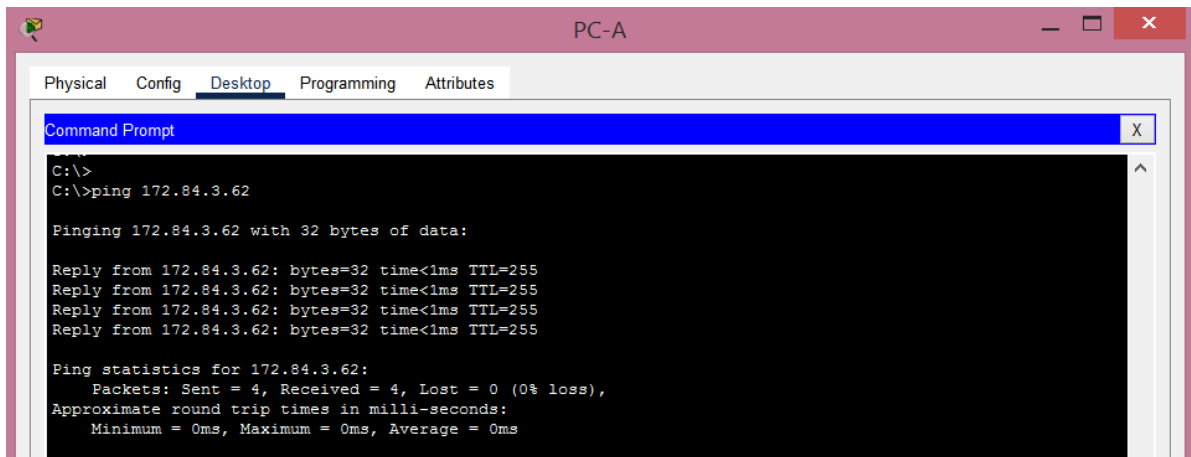 PC-A
Physical Config Desktop Programming Attributes
Command Prompt
X
C:\>
C:\>ping 172.84.3.62
Pinging 172.84.3.62 with 32 bytes of data:
Reply from 172.84.3.62: bytes=32 time<1ms TTL=255
Reply from 172.84.3.62: bytes=32 time<1ms TTL=255
Reply from 172.84.3.62: bytes=32 time<1ms TTL=255
Reply from 172.84.3.62: bytes=32 time<1ms TTL=255
Ping statistics for 172.84.3.62:
Packets: Sent = 4, Received = 4, Lost = 0 (0% loss),
Approximate round trip times in milli-seconds:
Minimum = 0ms, Maximum = 0ms, Average = 0ms